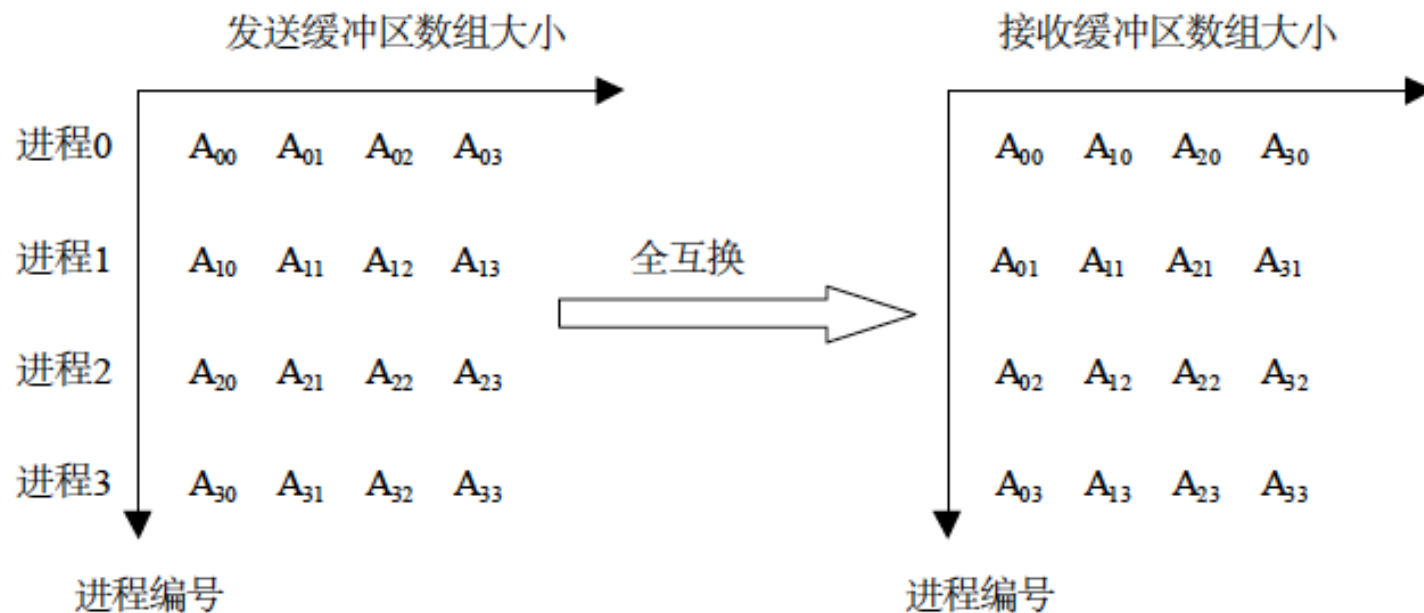 发送缓冲区数组大小 接收缓冲区数组大小
进程0 A₀₀ A₀₁ A₀₂ A₀₃ A₀₀ A₁₀ A₂₀ A₃₀
进程1 A₁₀ A₁₁ A₁₂ A₁₃ 全互换 A₀₁ A₁₁ A₂₁ A₃₁
进程2 A₂₀ A₂₁ A₂₂ A₂₃ A₀₂ A₁₂ A₂₂ A₃₂
进程3 A₃₀ A₃₁ A₃₂ A₃₃ A₀₃ A₁₃ A₂₃ A₃₃
进程编号 进程编号